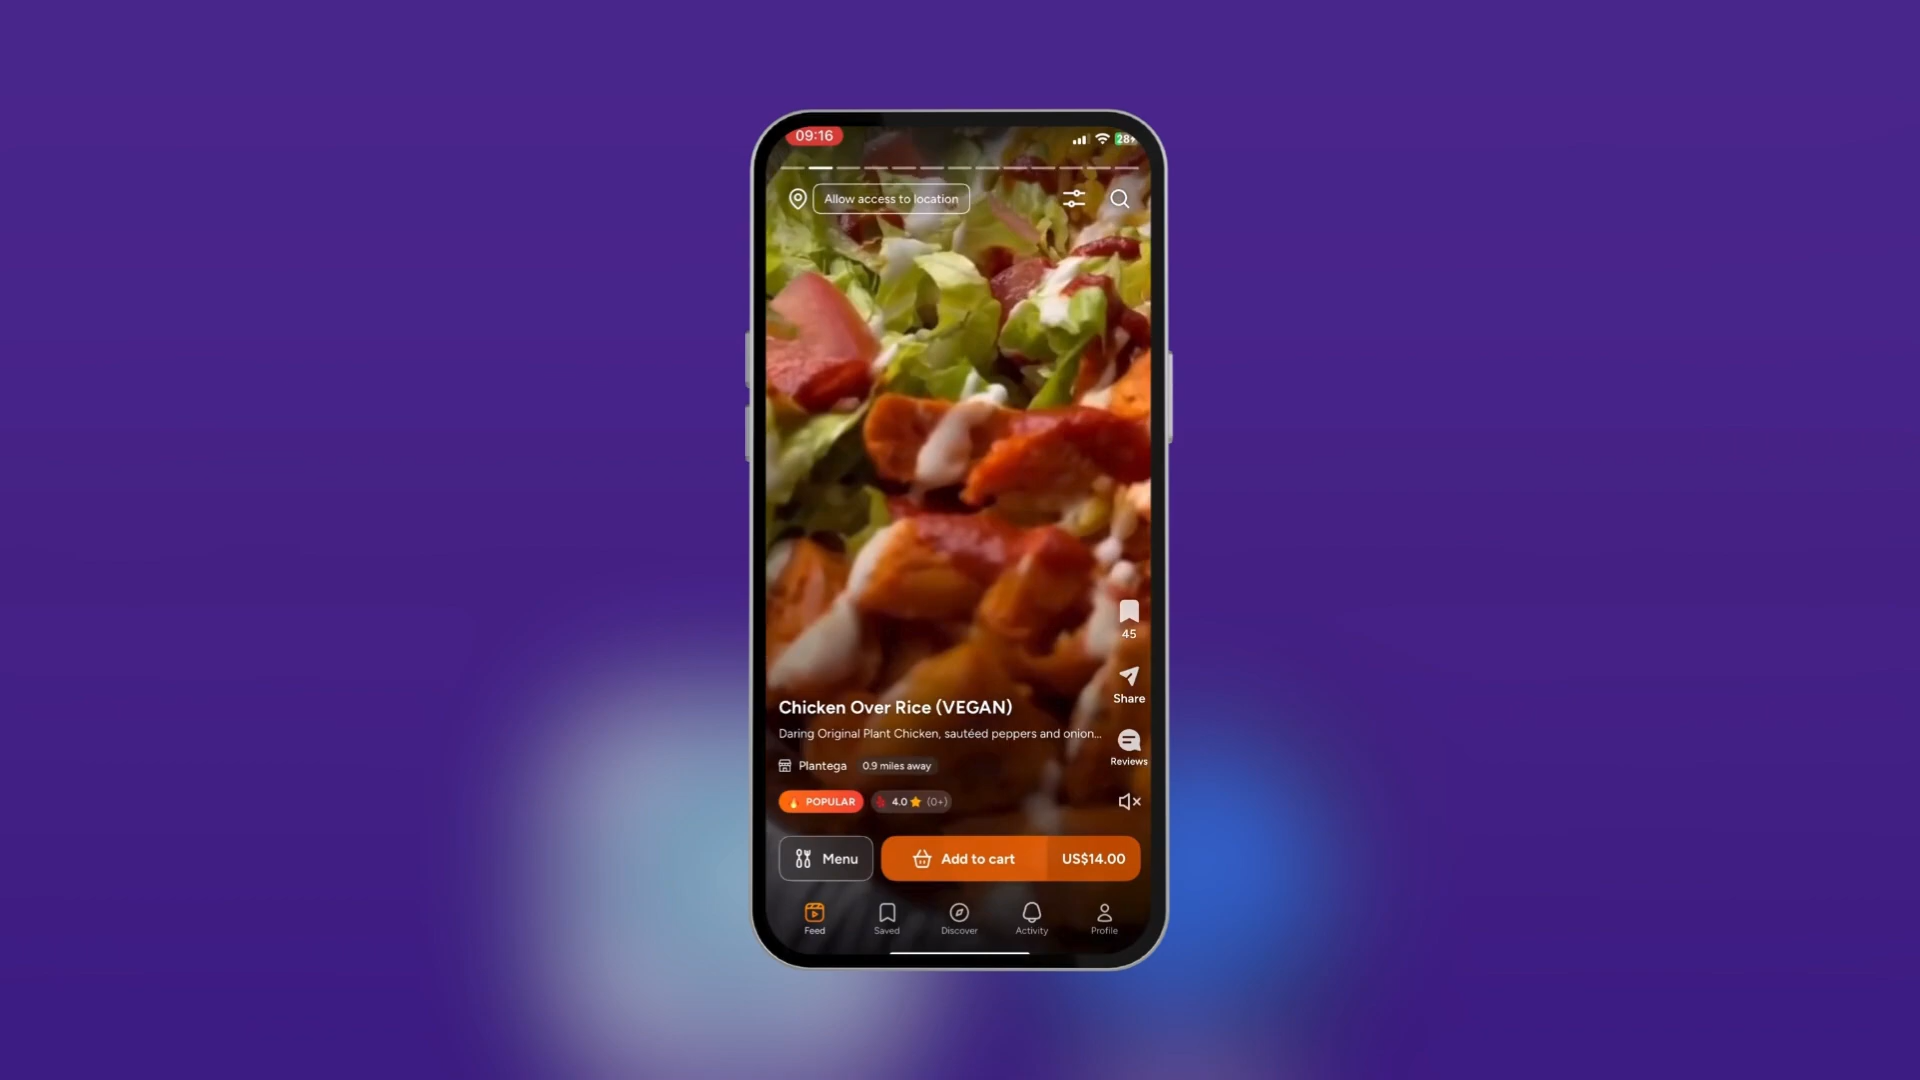 09:16
28
Allow access to location
45
Share
Chicken Over Rice (VEGAN)
Daring Original Plant Chicken, sautéed peppers and onion...
Reviews
Plantega 0.9 miles away
POPULAR 4.0 (0+)
Menu Add to cart US$14.00
Feed Saved Discover Activity Profile